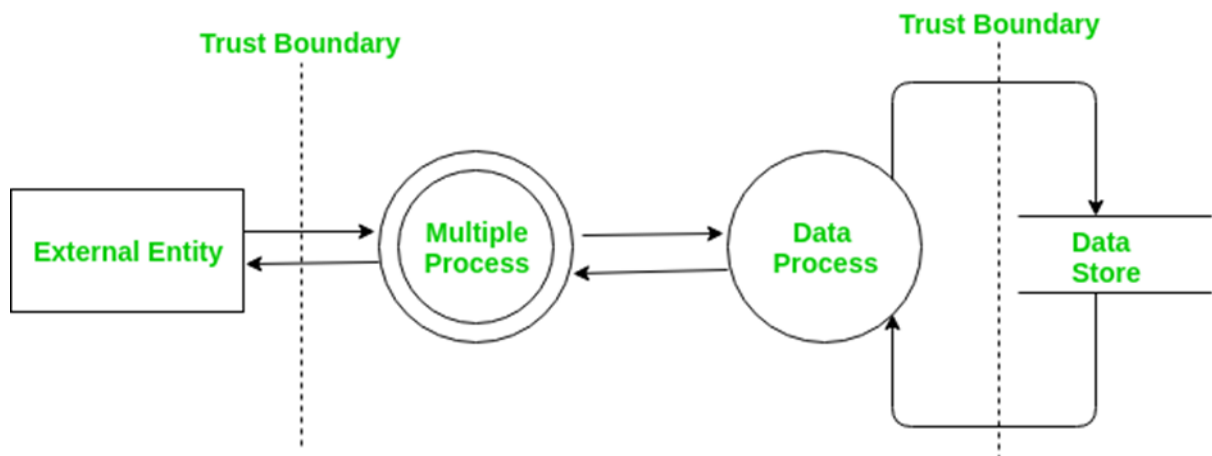 Trust Boundary
Trust Boundary
External Entity
Multiple
Process
Data
Process
Data
Store